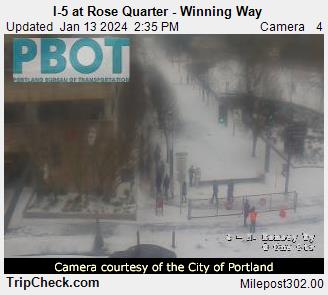 I-5 at Rose Quarter - Winning Way
Updated Jan 13 2024 2:35 PM Camera 4
PBOT
PORTLAND BUREAU OF TRANSPORTATION
Camera courtesy of the City of Portland
TripCheck.com Milepost302.00